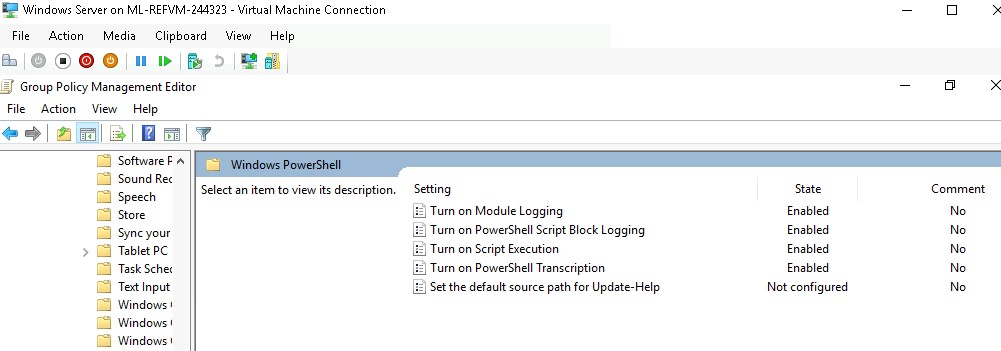 Windows Server on ML-REFVM-244323 - Virtual Machine Connection
File Action Media Clipboard View Help
Group Policy Management Editor
File Action View Help
Software P
Sound Rec
Speech
Store
Sync your
Tablet PC
Task Sched
Text Input
Windows
Windows
Windows
Windows PowerShell
Select an item to view its description.
Setting State Comment
Turn on Module Logging Enabled No
Turn on PowerShell Script Block Logging Enabled No
Turn on Script Execution Enabled No
Turn on PowerShell Transcription Enabled No
Set the default source path for Update-Help Not configured No